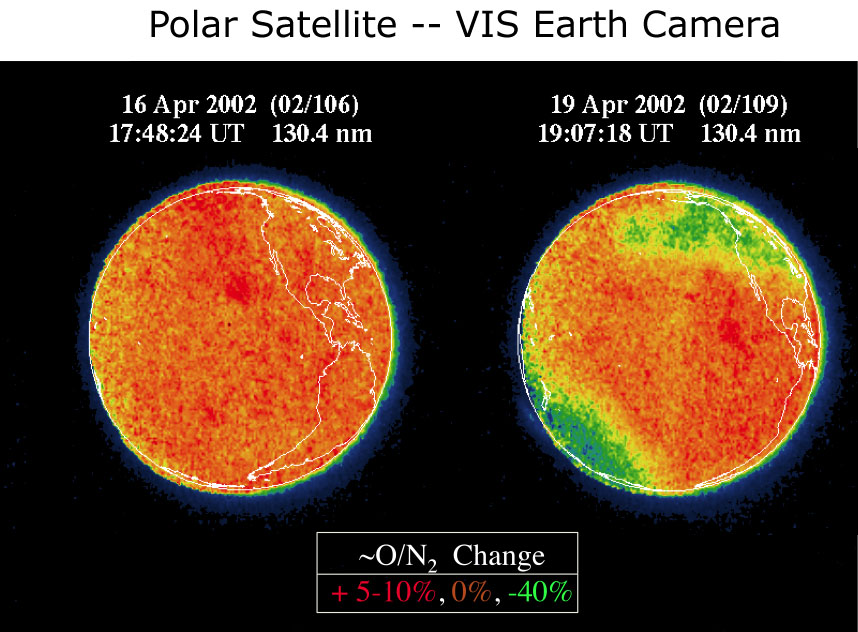 Polar Satellite -- VIS Earth Camera
16 Apr 2002 (02/106)
17:48:24 UT 130.4 nm
19 Apr 2002 (02/109)
19:07:18 UT 130.4 nm
~O/N₂ Change
+ 5-10%, 0%, -40%